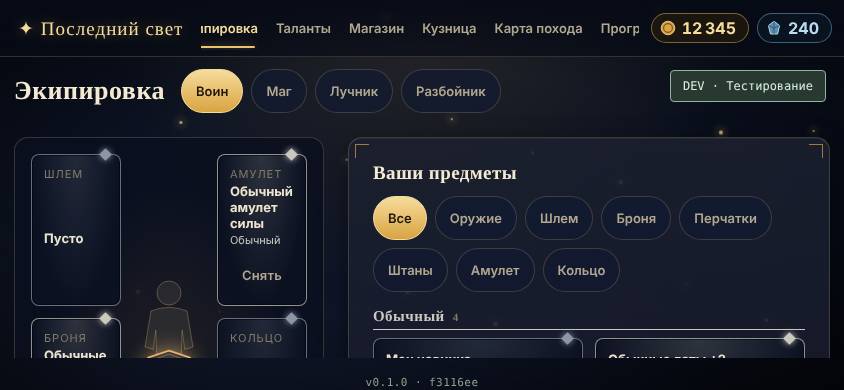 ✦ Последний свет
Таланты
Магазин
Кузница
Карта похода
12 345
240
Экипировка
Воин
Маг
Лучник
Разбойник
DEV · Тестирование
ШЛЕМ
Пусто
АМУЛЕТ
Обычный
амулет
силы
Обычный
Снять
БРОНЯ
Обычные
КОЛЬЦО
Ваши предметы
Все
Оружие
Шлем
Броня
Перчатки
Штаны
Амулет
Кольцо
Обычный 4
v0.1.0 · f3116ee